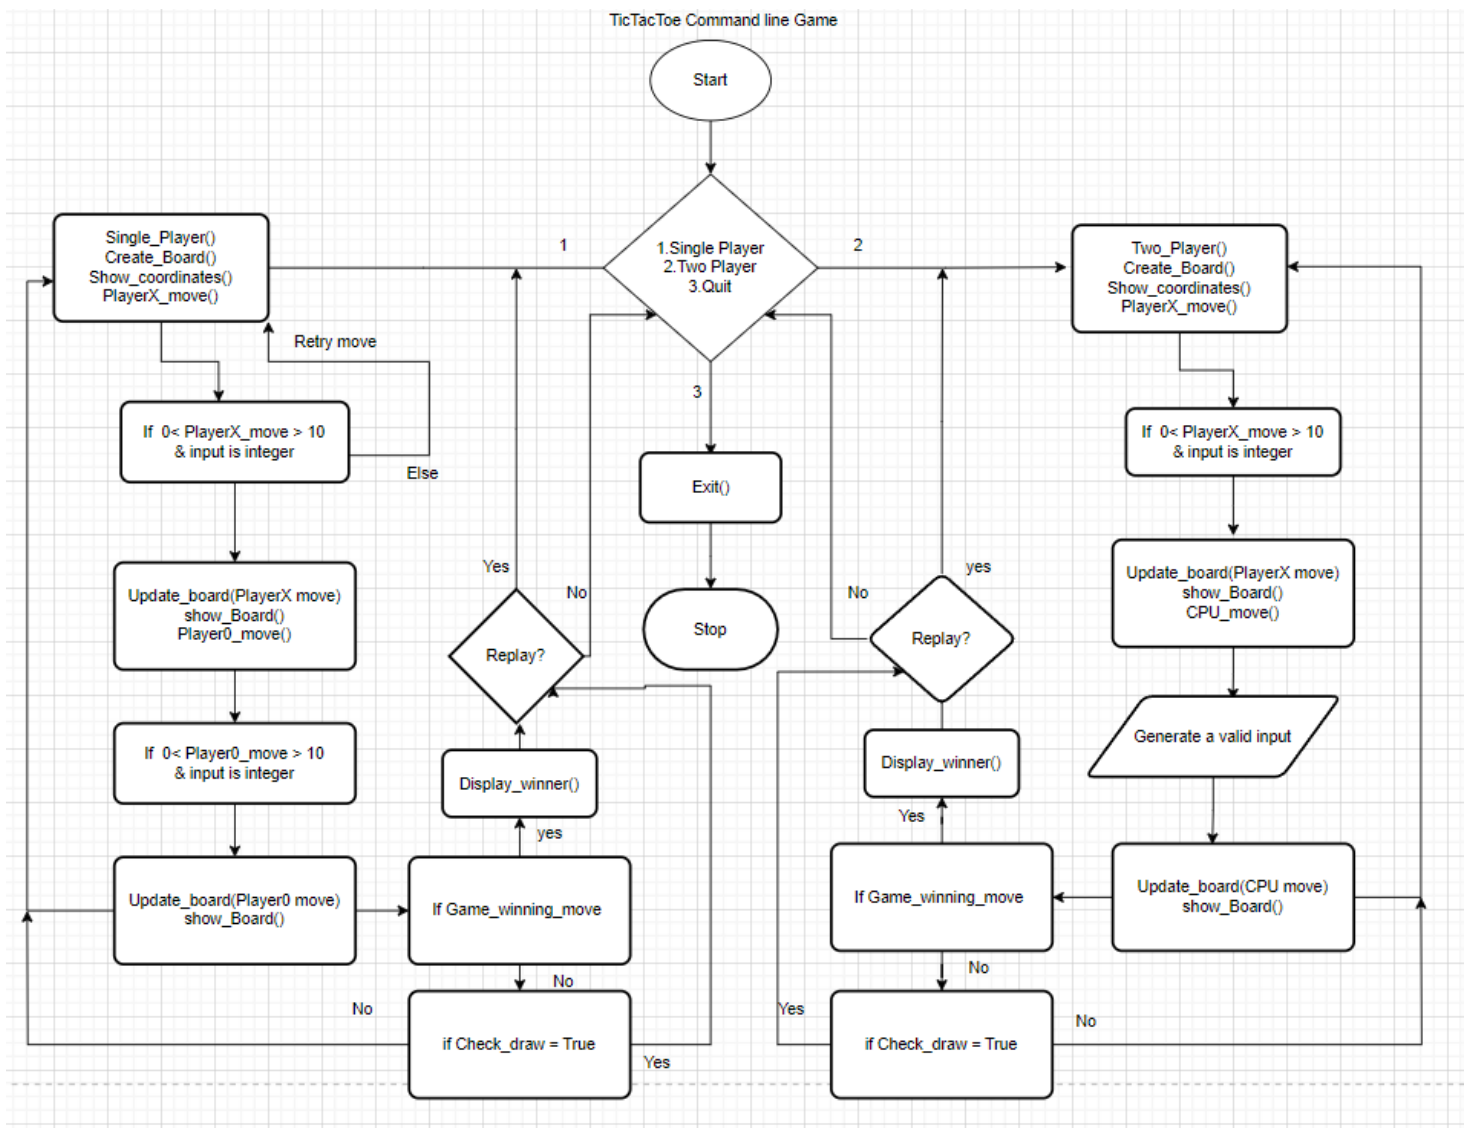 TicTacToe Command line Game
Start
1.Single Player
2.Two Player
3.Quit
1
2
3
Single_Player()
Create_Board()
Show_coordinates()
PlayerX_move()
Retry move
If  0< PlayerX_move > 10
& input is integer
Else
Update_board(PlayerX move)
show_Board()
Player0_move()
If  0< Player0_move > 10
& input is integer
Update_board(Player0 move)
show_Board()
If Game_winning_move
yes
No
Display_winner()
Replay?
Yes
No
if Check_draw = True
No
Yes
Exit()
Stop
Two_Player()
Create_Board()
Show_coordinates()
PlayerX_move()
If  0< PlayerX_move > 10
& input is integer
Update_board(PlayerX move)
show_Board()
CPU_move()
Generate a valid input
Update_board(CPU move)
show_Board()
If Game_winning_move
Yes
No
Display_winner()
Replay?
yes
No
if Check_draw = True
Yes
No